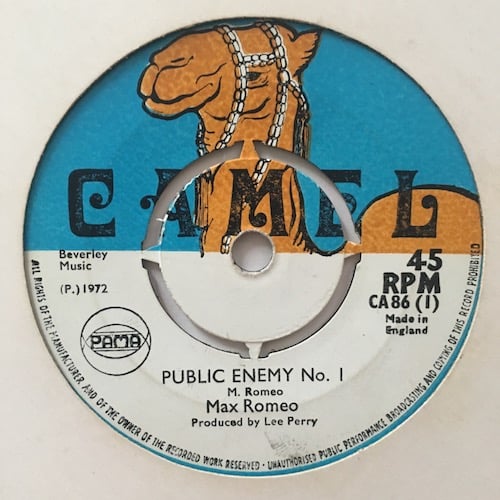 CAMEL
Beverley
Music
(P.) 1972
45
RPM
CA 86 (1)
Made in
England
PAMA
PUBLIC ENEMY No. 1
M. Romeo
Max Romeo
Produced by Lee Perry
ALL RIGHTS OF THE MANUFACTURER, AND OF THE OWNER OF THE RECORDED WORK RESERVED - UNAUTHORISED PUBLIC PERFORMANCE BROADCASTING AND COPYING OF THIS RECORD PROHIBITED